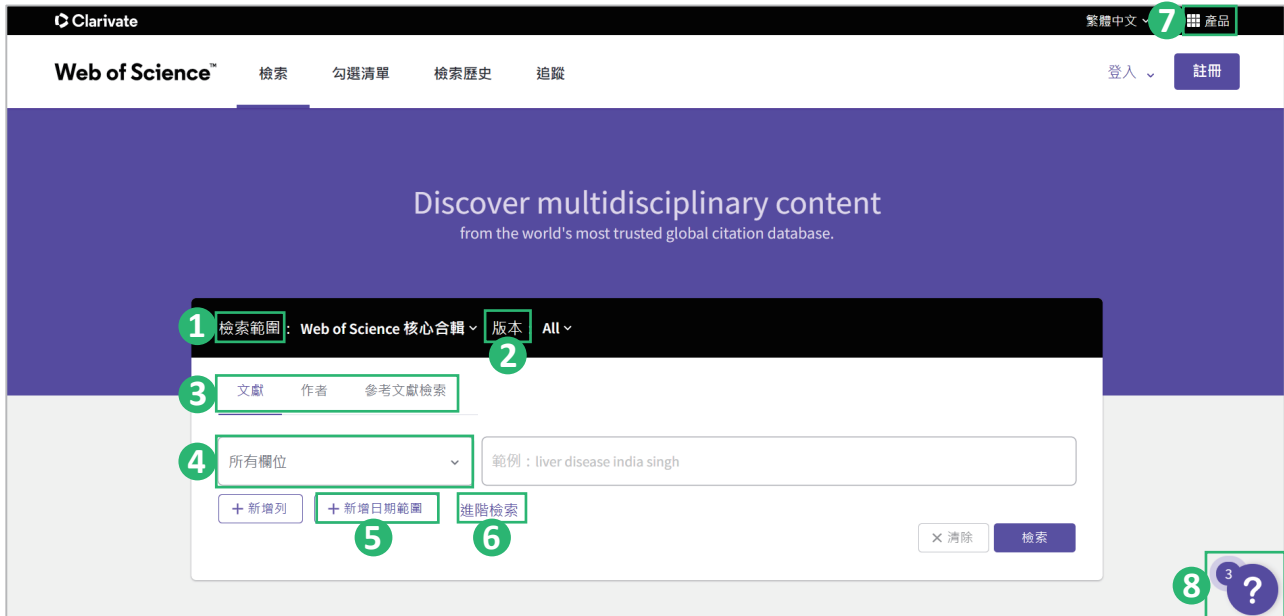 Clarivate 繁體中文 7 產品
Web of Science™ 檢索 勾選清單 檢索歷史 追蹤 登入 註冊
Discover multidisciplinary content
from the world's most trusted global citation database.
1 檢索範圍： Web of Science 核心合輯 版本 All
2
3 文獻 作者 參考文獻檢索
4 所有欄位 範例：liver disease india singh
+ 新增列 + 新增日期範圍 進階檢索
5 6
× 清除 檢索
8 3 ?